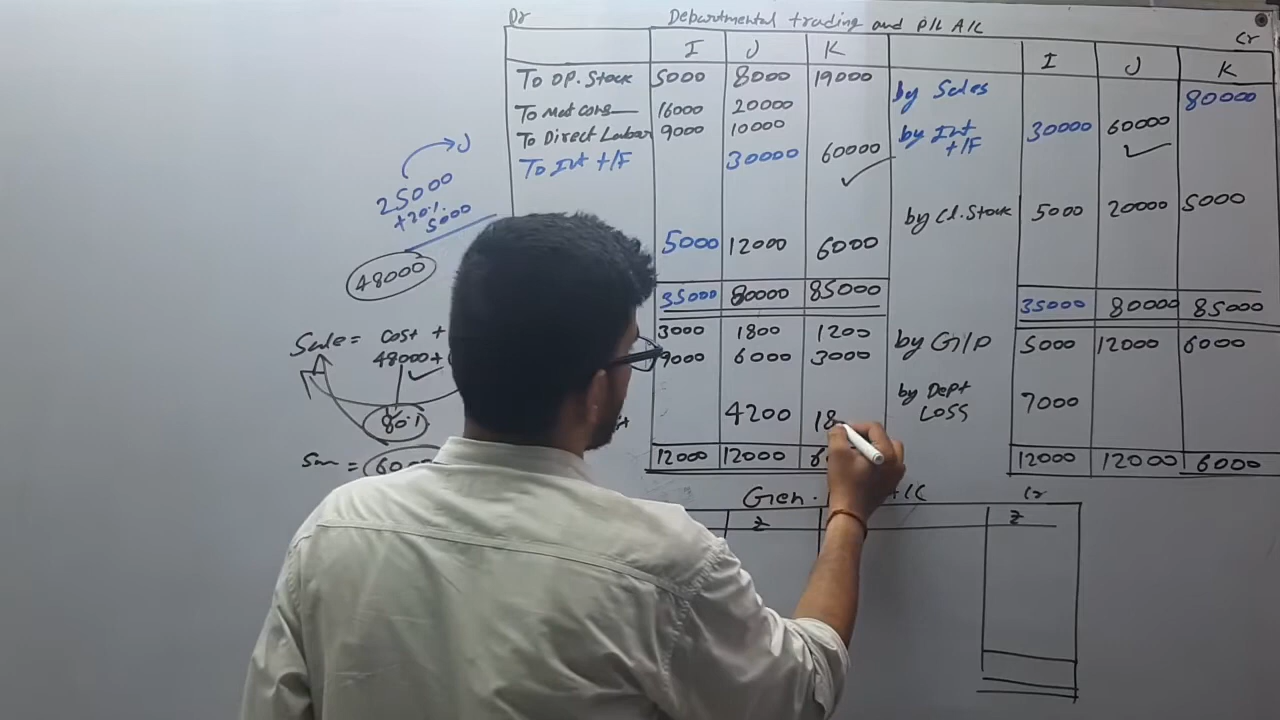 Dr Departmental trading and P/L A/C Cr
I J K I J K
To Op. Stock 5000 8000 19000 by Sales 80000
To Mat cons 16000 20000
To Direct Labour 9000 10000 by Int t/F 30000 60000
To Int t/F 30000 60000
J
25000
+20%
5000
by Cl. Stock 5000 20000 5000
5000 12000 6000
48000
35000 80000 85000 35000 80000 85000
Sale = Cost +
48000 +
80%
3000 1800 1200 by G/P 5000 12000 6000
9000 6000 3000
by Dept Loss 7000
4200 18
12000 12000 6 12000 12000 6000
Gen. A/C Cr
₹ ₹